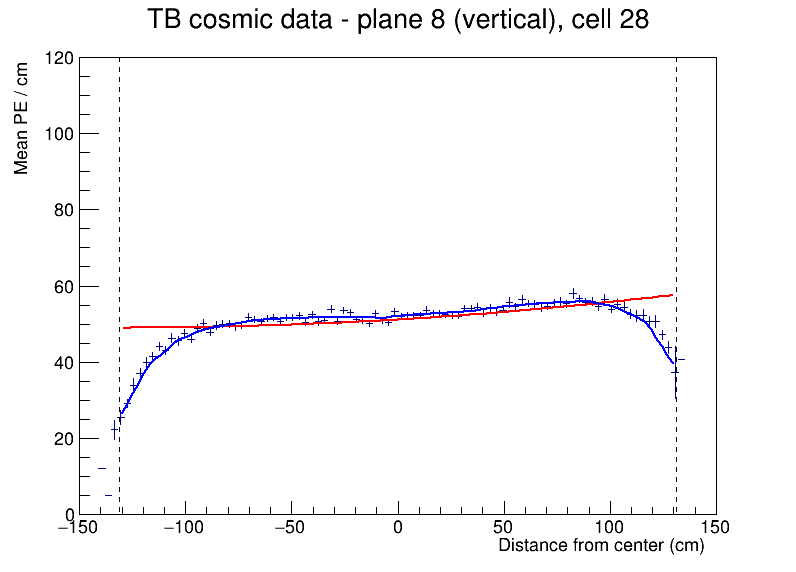 TB cosmic data - plane 8 (vertical), cell 28
Mean PE / cm
120
100
80
60
40
20
0
−150 −100 −50 0 50 100 150
Distance from center (cm)